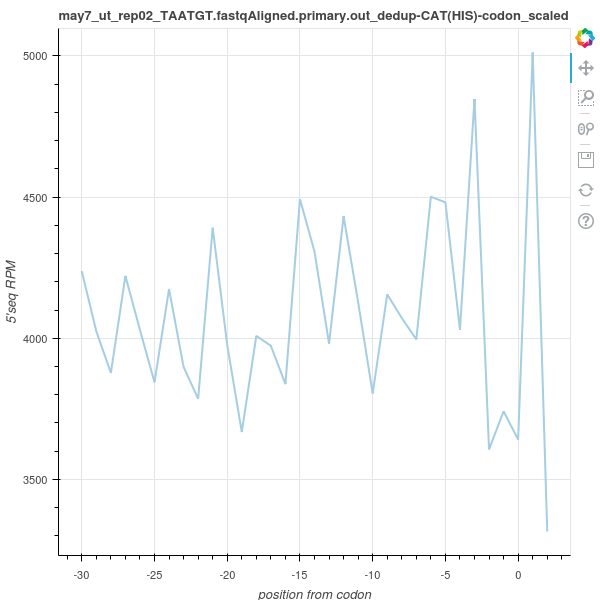 may7_ut_rep02_TAATGT.fastqAligned.primary.out_dedup-CAT(HIS)-codon_scaled
5000
4500
4000
3500
5'seq RPM
-30 -25 -20 -15 -10 -5 0
position from codon